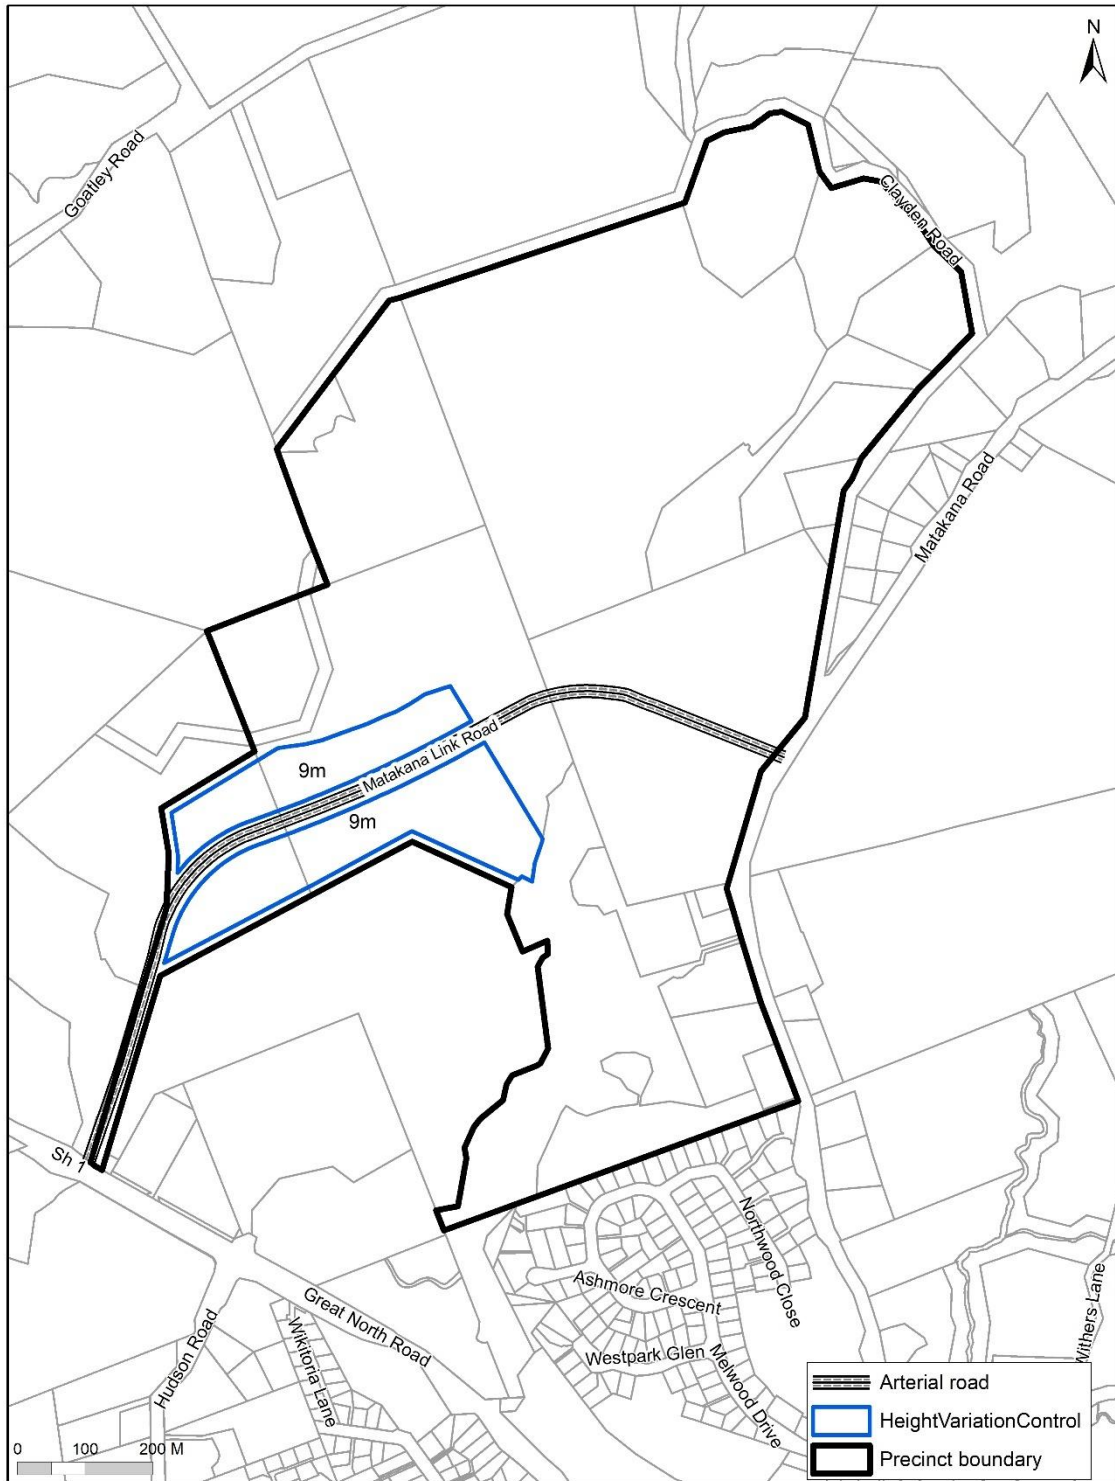 N
Goatley Road
Clayden Road
Matakana Road
Matakana Link Road
9m
9m
Sh 1
Northwood Close
Ashmore Crescent
Withers Lane
Great North Road
Hudson Road
Wikitoria Lane
Westpark Glen
Melwood Drive
Arterial road
HeightVariationControl
Precinct boundary
0 100 200 M